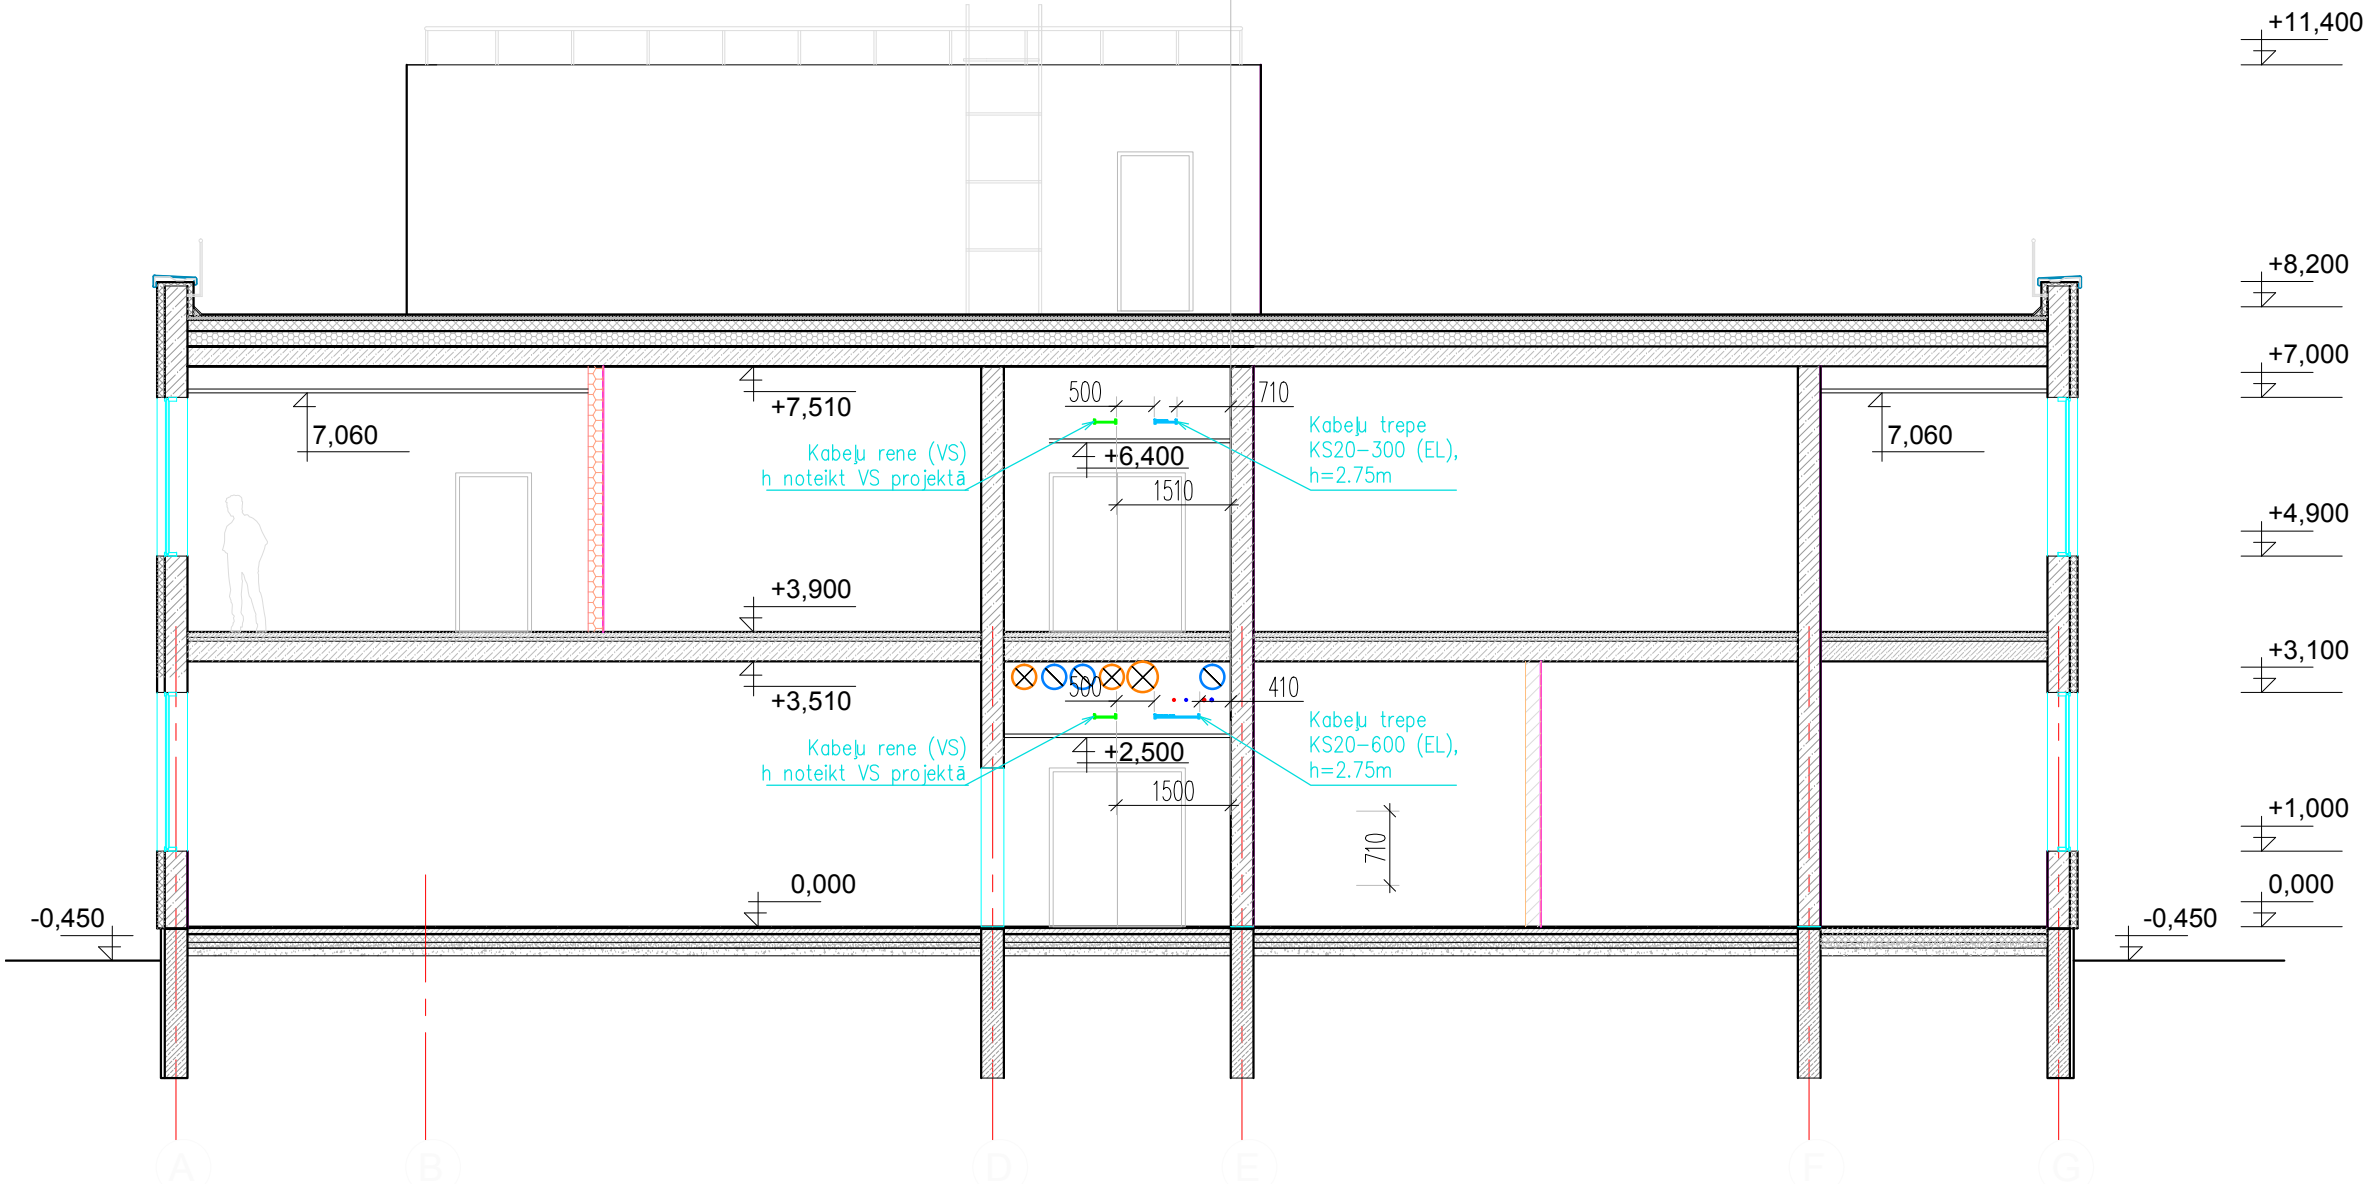 +11,400
+8,200
+7,000
500
710
+7,510
7,060
Kabeļu rene (VS)
h noteikt VS projektā
+6,400
Kabeļu trepe
KS20-300 (EL),
h=2.75m
7,060
1510
+4,900
+3,900
+3,100
+3,510
500
410
Kabeļu rene (VS)
h noteikt VS projektā
+2,500
Kabeļu trepe
KS20-600 (EL),
h=2.75m
1500
+1,000
710
0,000
0,000
-0,450
-0,450
A
B
D
E
F
G